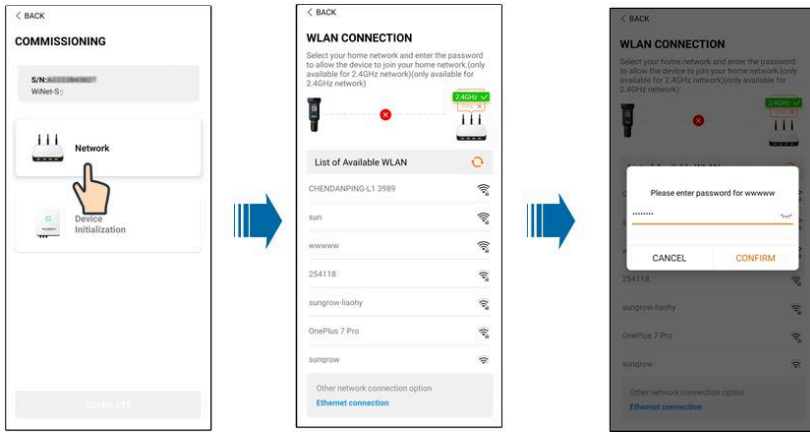 < BACK
COMMISSIONING
S/N:
WiNet-S
Network
Device
Initialization
COMPLETE
< BACK
WLAN CONNECTION
Select your home network and enter the password
to allow the device to join your home network.(only
available for 2.4GHz network)(only available for
2.4GHz network)
2.4GHz
List of Available WLAN
CHENDANPING-L1 3989
sun
wwwww
254118
sungrow-liaohy
OnePlus 7 Pro
sungrow
Other network connection option
Ethernet connection
< BACK
WLAN CONNECTION
Select your home network and enter the password
to allow the device to join your home network.(only
available for 2.4GHz network)(only available for
2.4GHz network)
2.4GHz
List of Available WLAN
Please enter password for wwwww
........
CANCEL
CONFIRM
254118
sungrow-liaohy
OnePlus 7 Pro
sungrow
Other network connection option
Ethernet connection